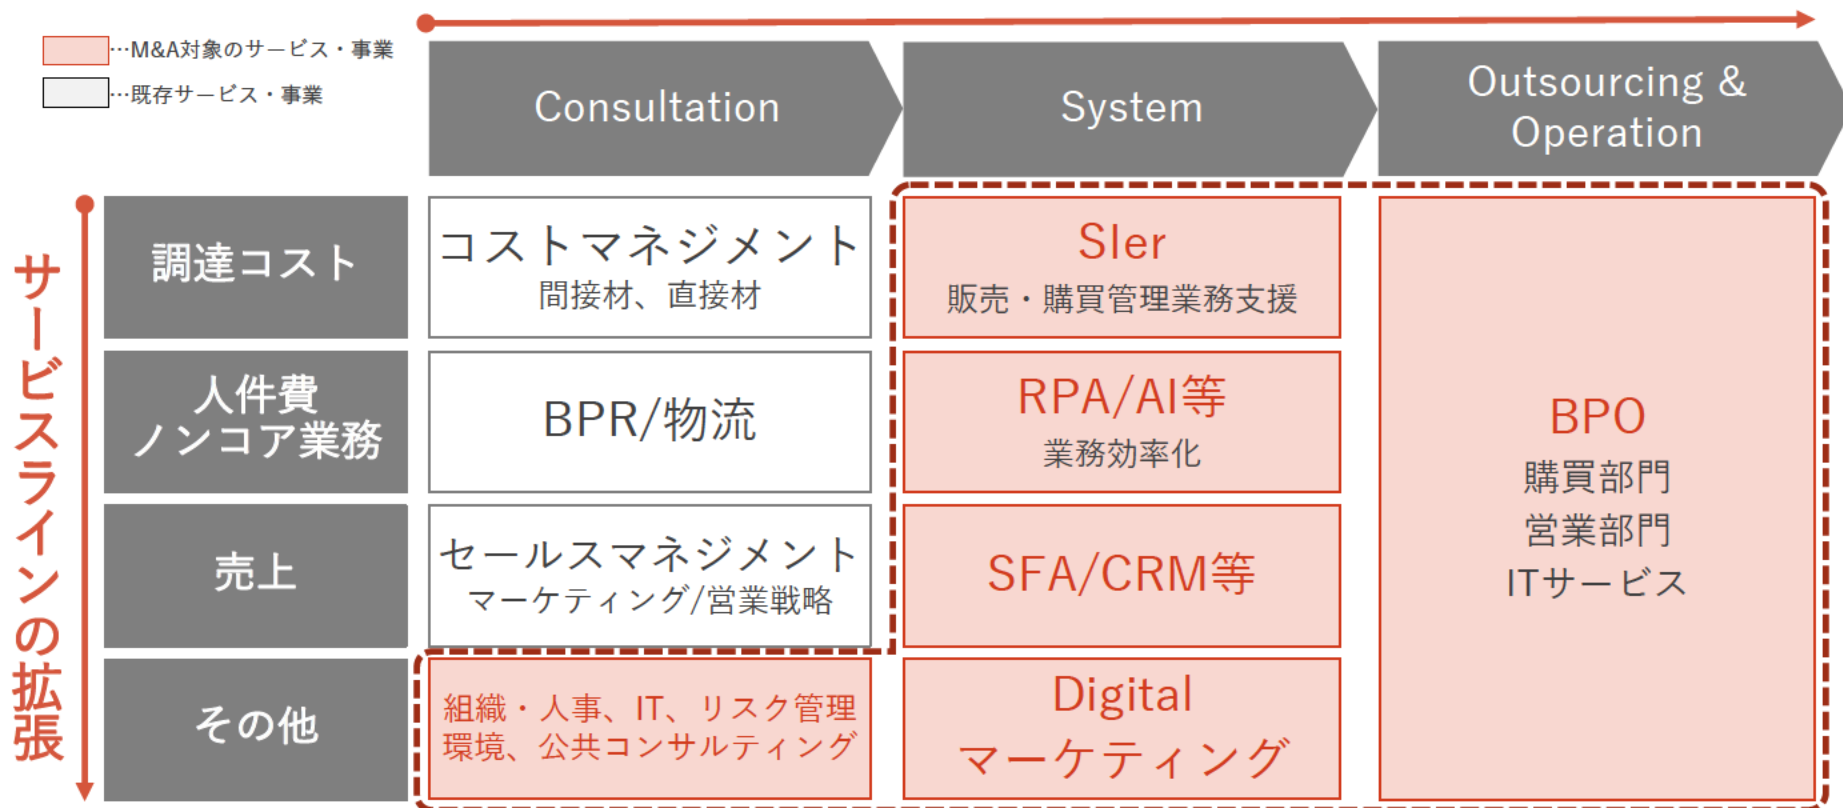 …M&A対象のサービス・事業
…既存サービス・事業
Consultation
System
Outsourcing &
Operation
サービスラインの拡張
調達コスト
コストマネジメント
間接材、直接材
SIer
販売・購買管理業務支援
人件費
ノンコア業務
BPR/物流
RPA/AI等
業務効率化
売上
セールスマネジメント
マーケティング/営業戦略
SFA/CRM等
その他
組織・人事、IT、リスク管理
環境、公共コンサルティング
Digital
マーケティング
BPO
購買部門
営業部門
ITサービス